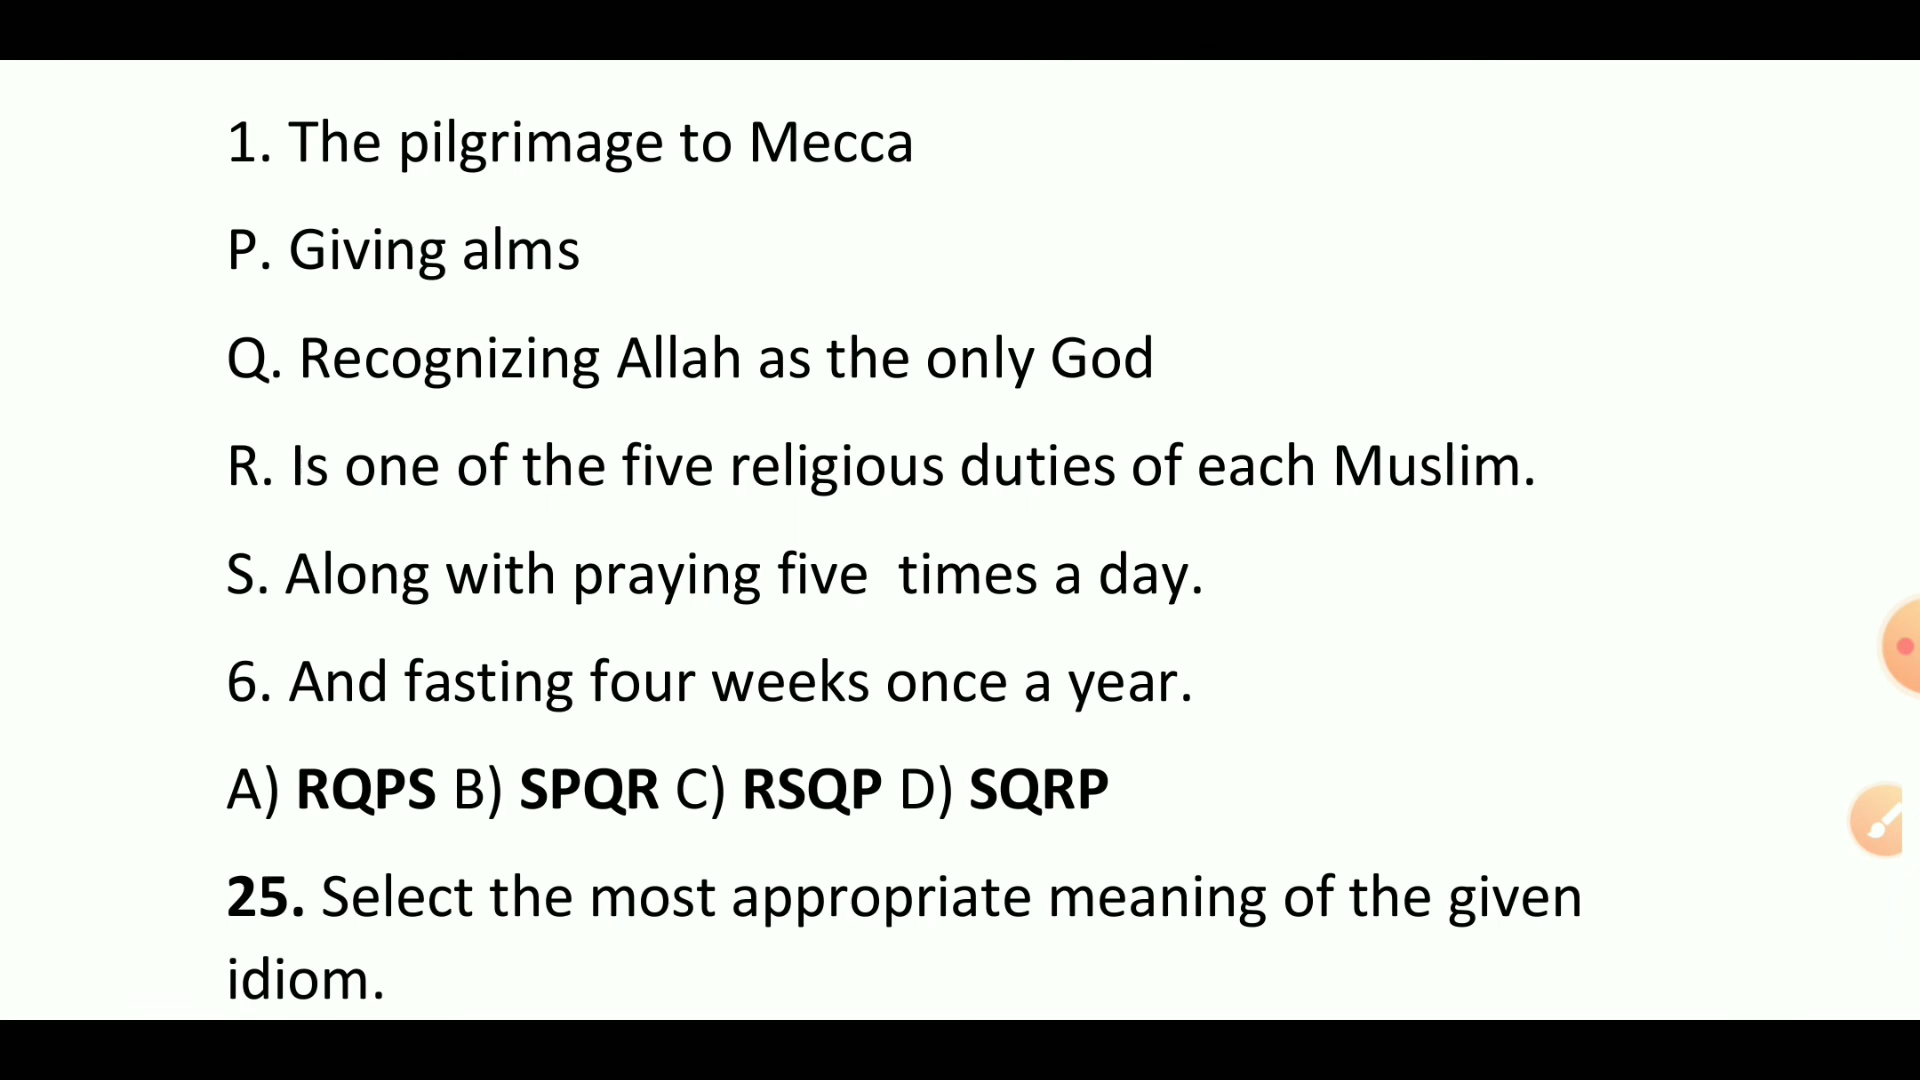 1. The pilgrimage to Mecca
P. Giving alms
Q. Recognizing Allah as the only God
R. Is one of the five religious duties of each Muslim.
S. Along with praying five  times a day.
6. And fasting four weeks once a year.
A) RQPS B) SPQR C) RSQP D) SQRP
25. Select the most appropriate meaning of the given
idiom.